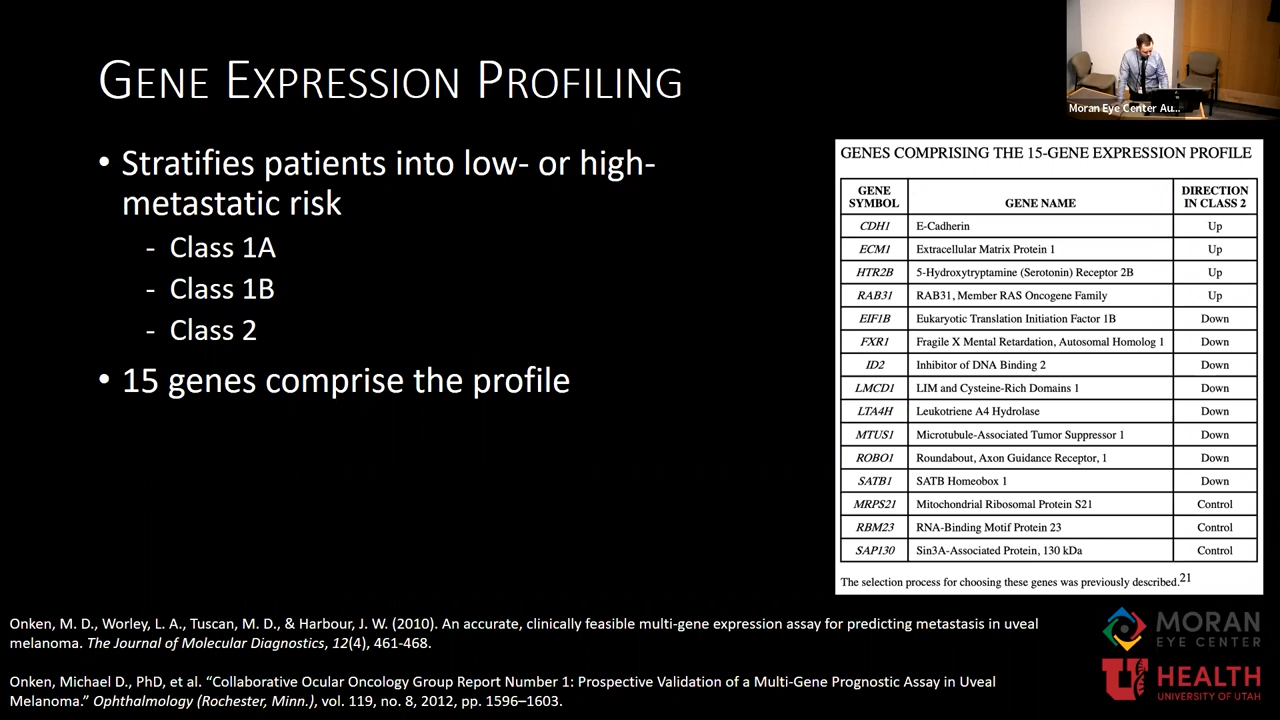 GENE EXPRESSION PROFILING
• Stratifies patients into low- or high-
metastatic risk
- Class 1A
- Class 1B
- Class 2
• 15 genes comprise the profile
Moran Eye Center Au...
GENES COMPRISING THE 15-GENE EXPRESSION PROFILE
GENE SYMBOL GENE NAME DIRECTION IN CLASS 2
CDH1 E-Cadherin Up
ECM1 Extracellular Matrix Protein 1 Up
HTR2B 5-Hydroxytryptamine (Serotonin) Receptor 2B Up
RAB31 RAB31, Member RAS Oncogene Family Up
EIF1B Eukaryotic Translation Initiation Factor 1B Down
FXR1 Fragile X Mental Retardation, Autosomal Homolog 1 Down
ID2 Inhibitor of DNA Binding 2 Down
LMCD1 LIM and Cysteine-Rich Domains 1 Down
LTA4H Leukotriene A4 Hydrolase Down
MTUS1 Microtubule-Associated Tumor Suppressor 1 Down
ROBO1 Roundabout, Axon Guidance Receptor, 1 Down
SATB1 SATB Homeobox 1 Down
MRPS21 Mitochondrial Ribosomal Protein S21 Control
RBM23 RNA-Binding Motif Protein 23 Control
SAP130 Sin3A-Associated Protein, 130 kDa Control
The selection process for choosing these genes was previously described.21
Onken, M. D., Worley, L. A., Tuscan, M. D., & Harbour, J. W. (2010). An accurate, clinically feasible multi-gene expression assay for predicting metastasis in uveal
melanoma. The Journal of Molecular Diagnostics, 12(4), 461-468.
Onken, Michael D., PhD, et al. “Collaborative Ocular Oncology Group Report Number 1: Prospective Validation of a Multi-Gene Prognostic Assay in Uveal
Melanoma.” Ophthalmology (Rochester, Minn.), vol. 119, no. 8, 2012, pp. 1596–1603.
MORAN
EYE CENTER
HEALTH
UNIVERSITY OF UTAH